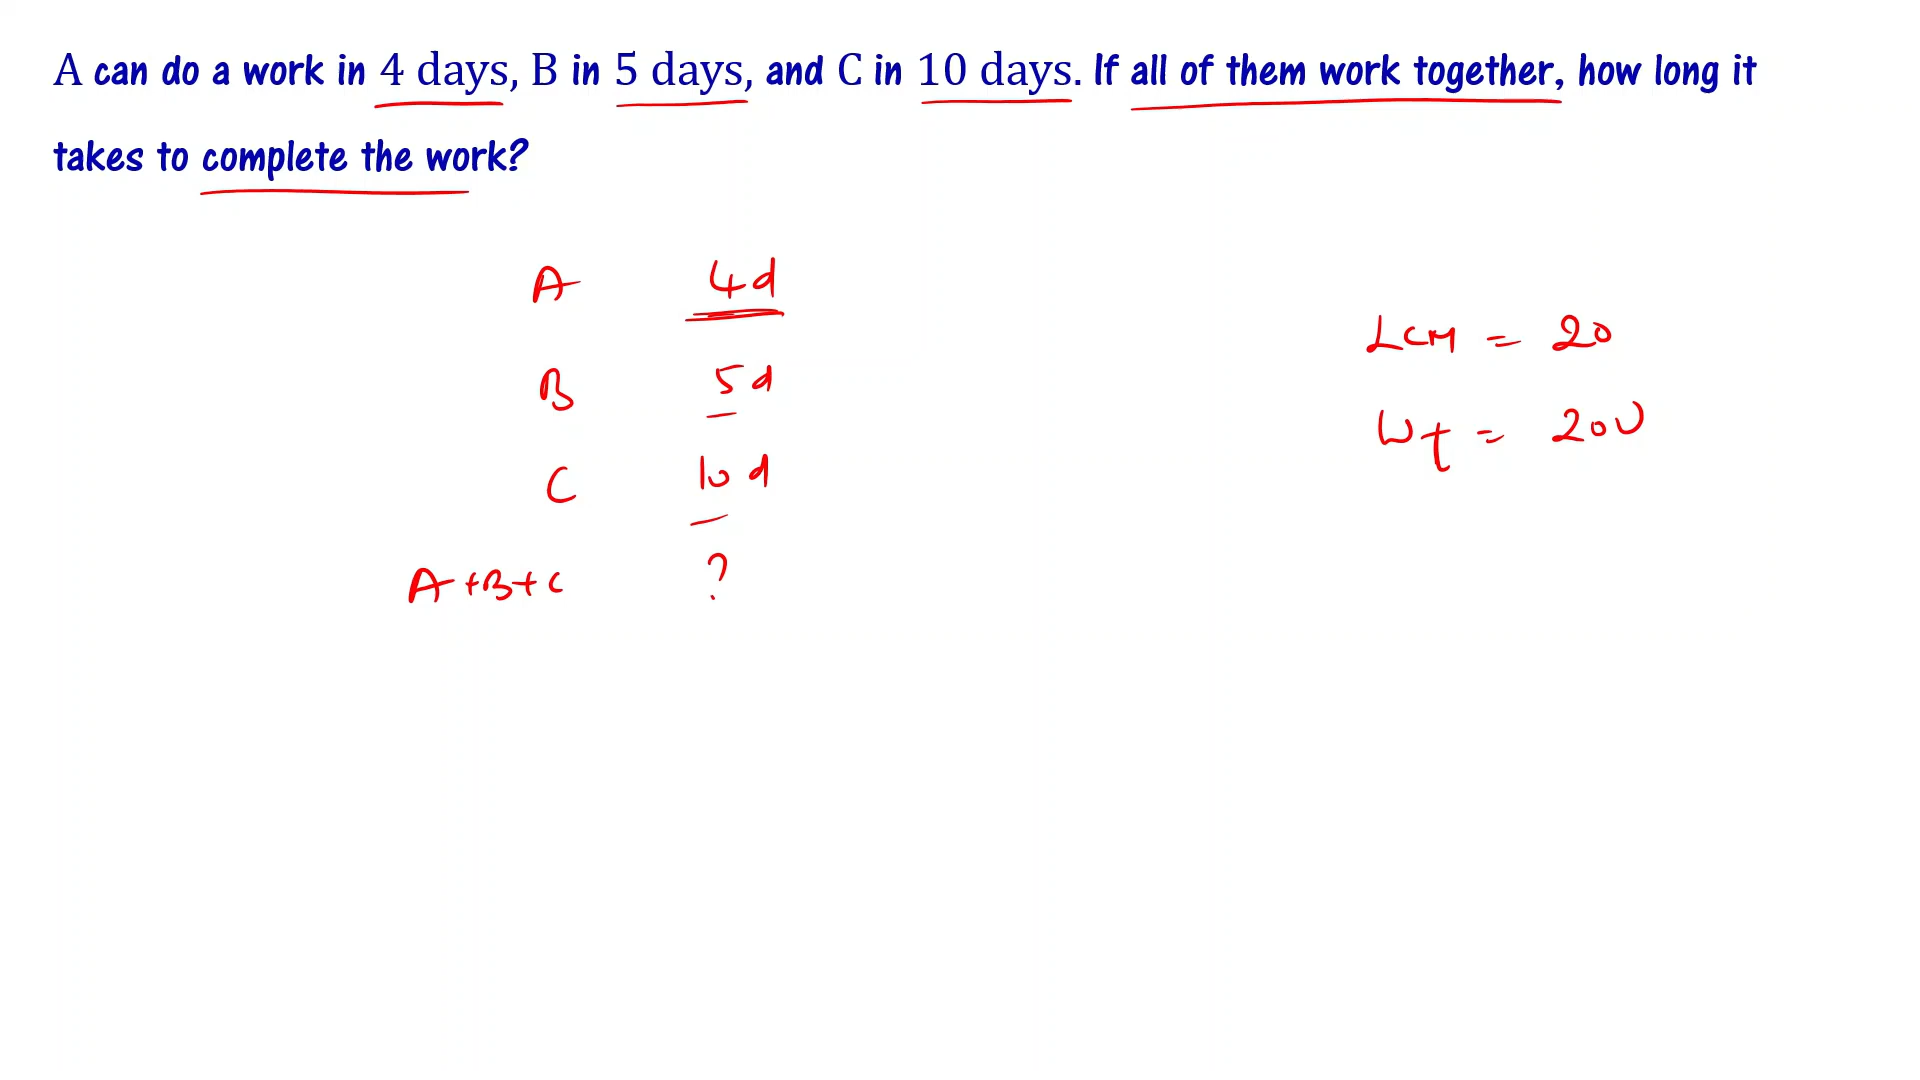 A can do a work in 4 days, B in 5 days, and C in 10 days. If all of them work together, how long it
takes to complete the work?
A 4d
B 5d
C 10d
A+B+C ?
LCM = 20
Wt = 20U